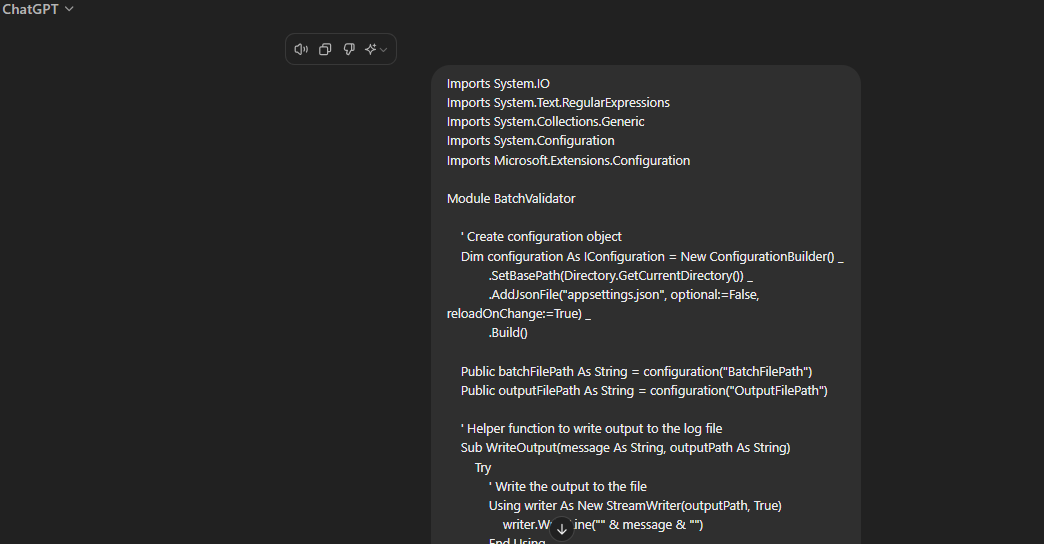 ChatGPT
Imports System.IO
Imports System.Text.RegularExpressions
Imports System.Collections.Generic
Imports System.Configuration
Imports Microsoft.Extensions.Configuration
Module BatchValidator
' Create configuration object
Dim configuration As IConfiguration = New ConfigurationBuilder() _
.SetBasePath(Directory.GetCurrentDirectory()) _
.AddJsonFile("appsettings.json", optional:=False,
reloadOnChange:=True) _
.Build()
Public batchFilePath As String = configuration("BatchFilePath")
Public outputFilePath As String = configuration("OutputFilePath")
' Helper function to write output to the log file
Sub WriteOutput(message As String, outputPath As String)
Try
' Write the output to the file
Using writer As New StreamWriter(outputPath, True)
("" & message & "")
End Using